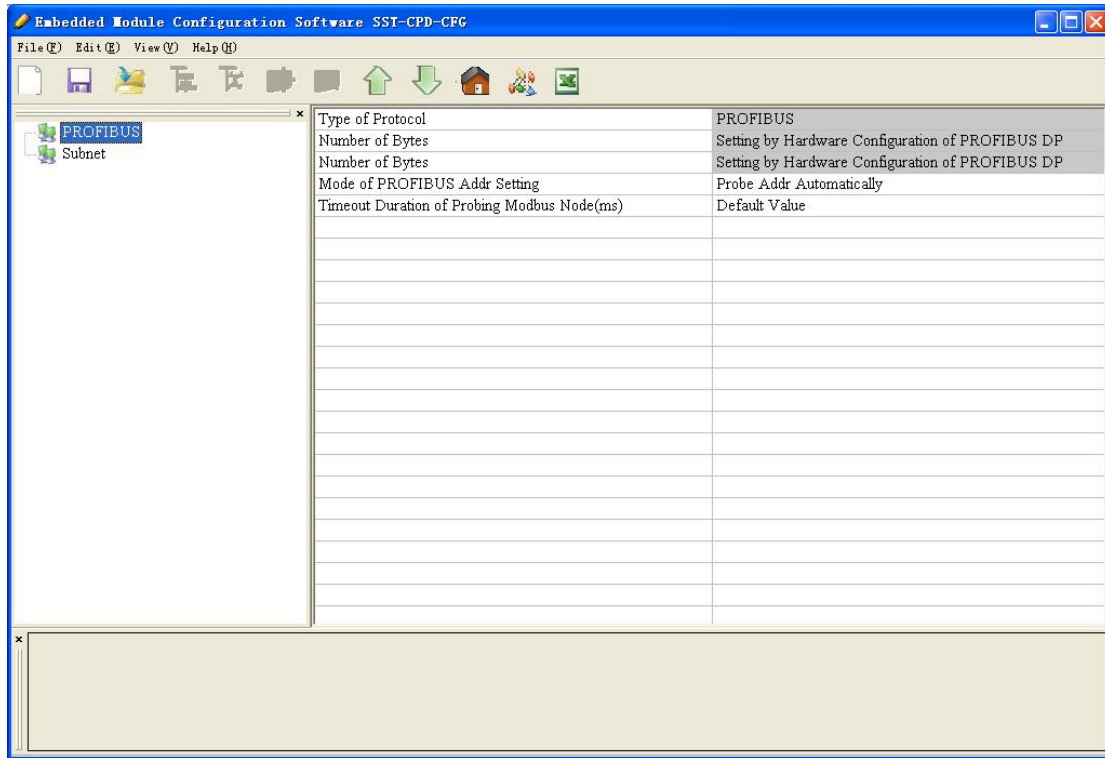 Embedded Module Configuration Software SST-CPD-CFG
File(F) Edit(E) View(V) Help(H)
PROFIBUS
Subnet
Type of Protocol PROFIBUS
Number of Bytes Setting by Hardware Configuration of PROFIBUS DP
Number of Bytes Setting by Hardware Configuration of PROFIBUS DP
Mode of PROFIBUS Addr Setting Probe Addr Automatically
Timeout Duration of Probing Modbus Node(ms) Default Value